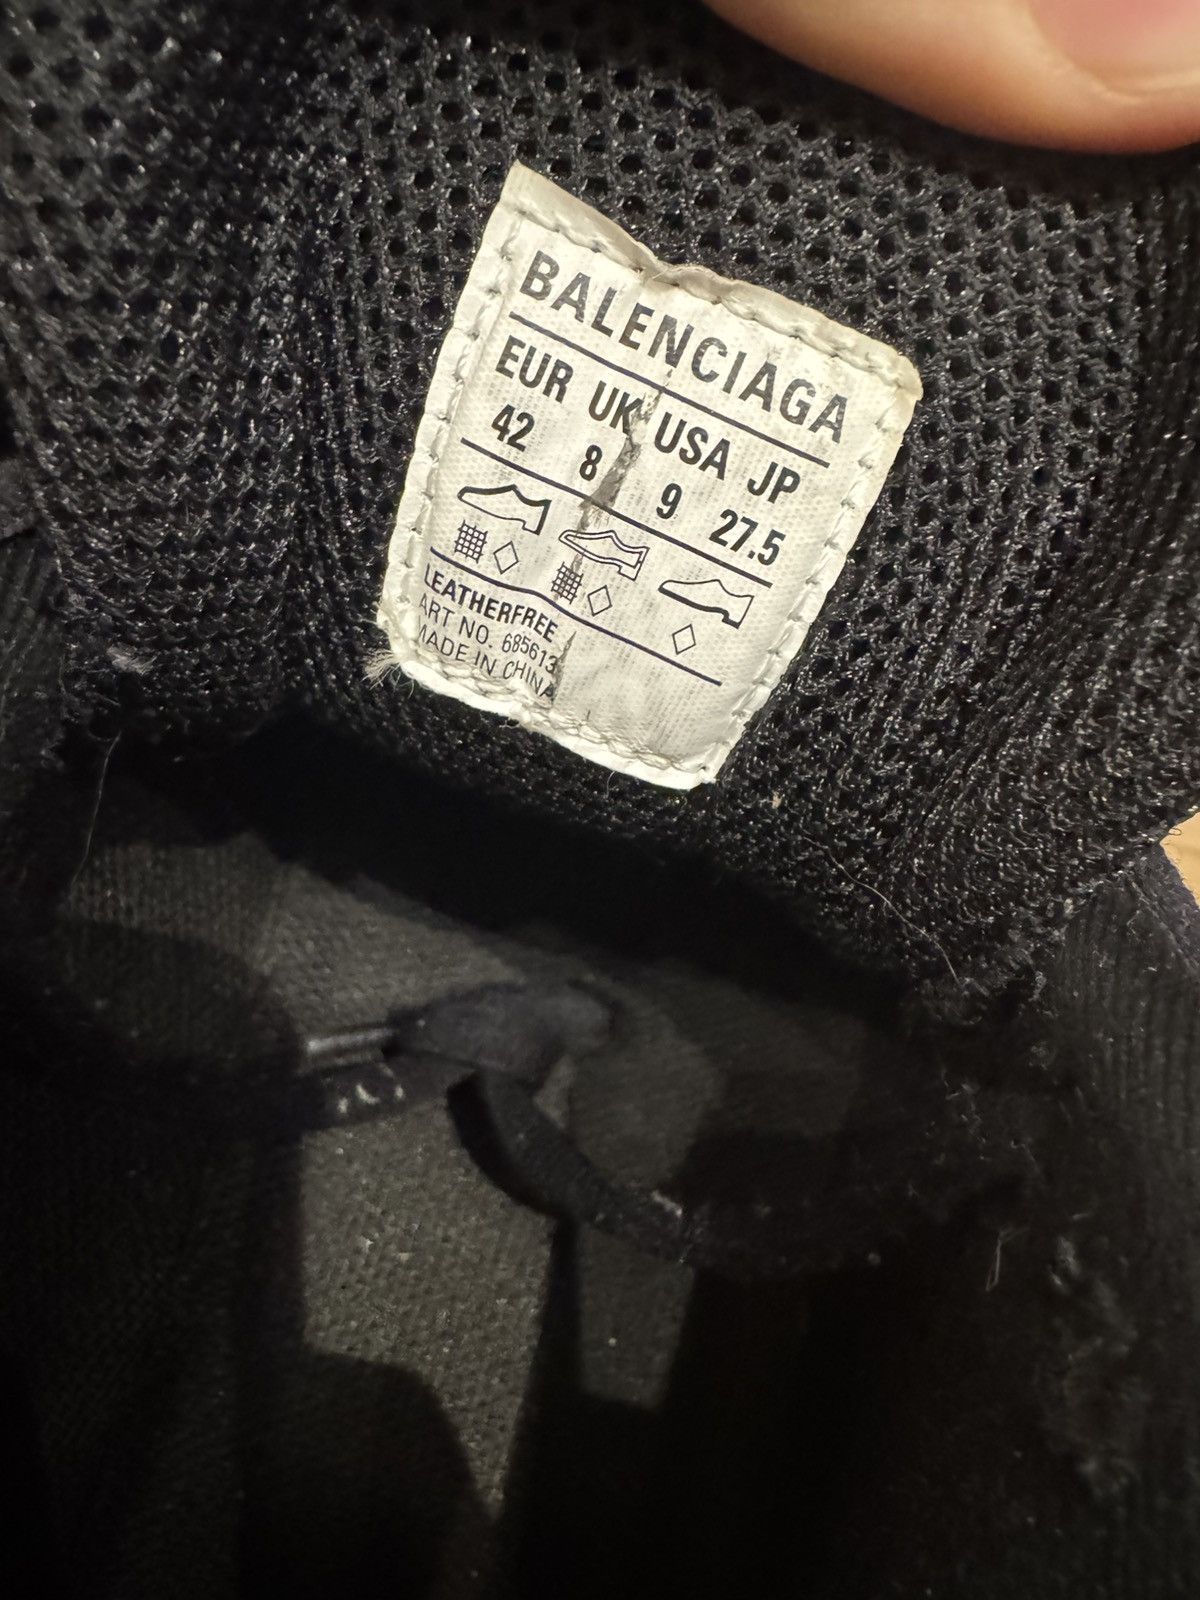 BALENCIAGA
EUR UK USA JP
42 8 9 27.5
LEATHERFREE
ART NO. 685613
MADE IN CHINA